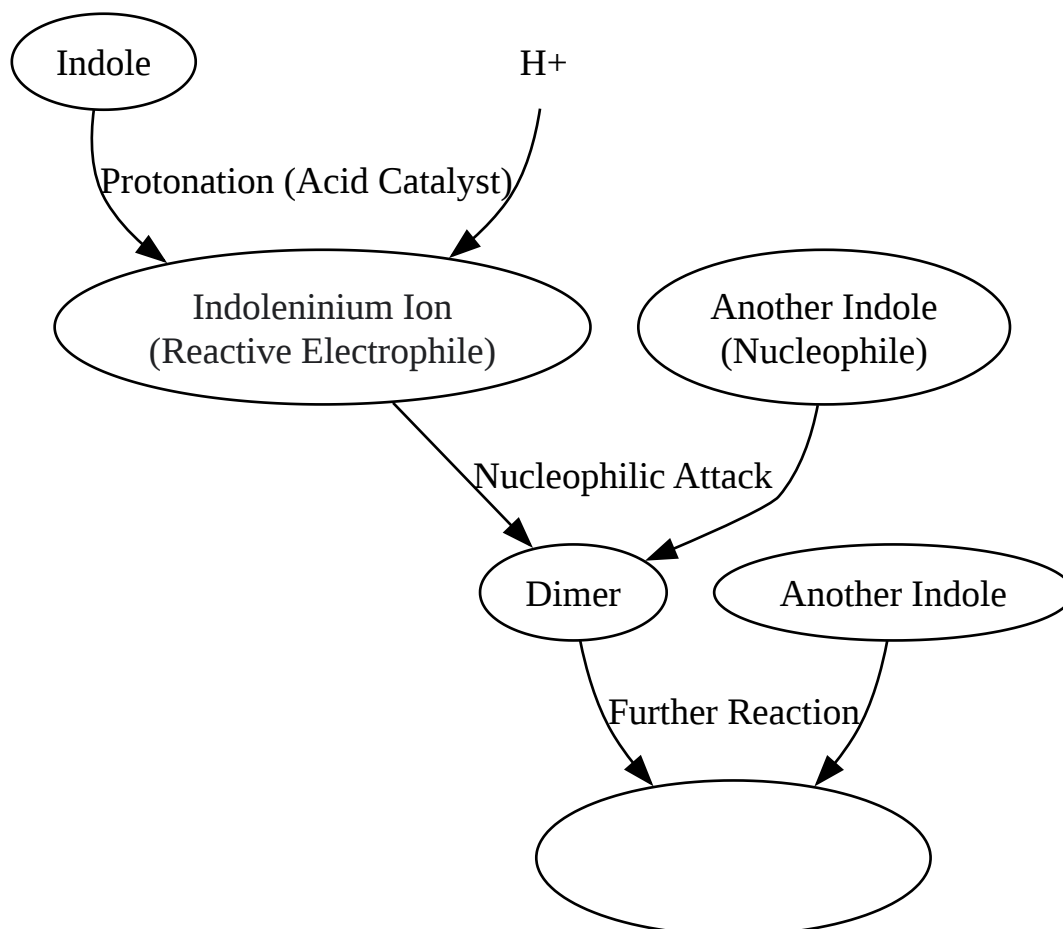 Indole
H+
Protonation (Acid Catalyst)
Indoleninium Ion
(Reactive Electrophile)
Another Indole
(Nucleophile)
Nucleophilic Attack
Dimer
Another Indole
Further Reaction